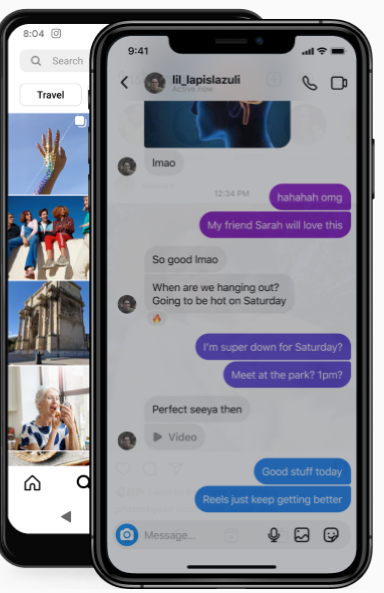 8:04
Search
Travel
9:41
lil_lapislazuli
Active now
lmao
12:34 PM
hahahah omg
My friend Sarah will love this
So good lmao
When are we hanging out?
Going to be hot on Saturday
I'm super down for Saturday?
Meet at the park? 1pm?
Perfect seeya then
Video
Good stuff today
Reels just keep getting better
Message...